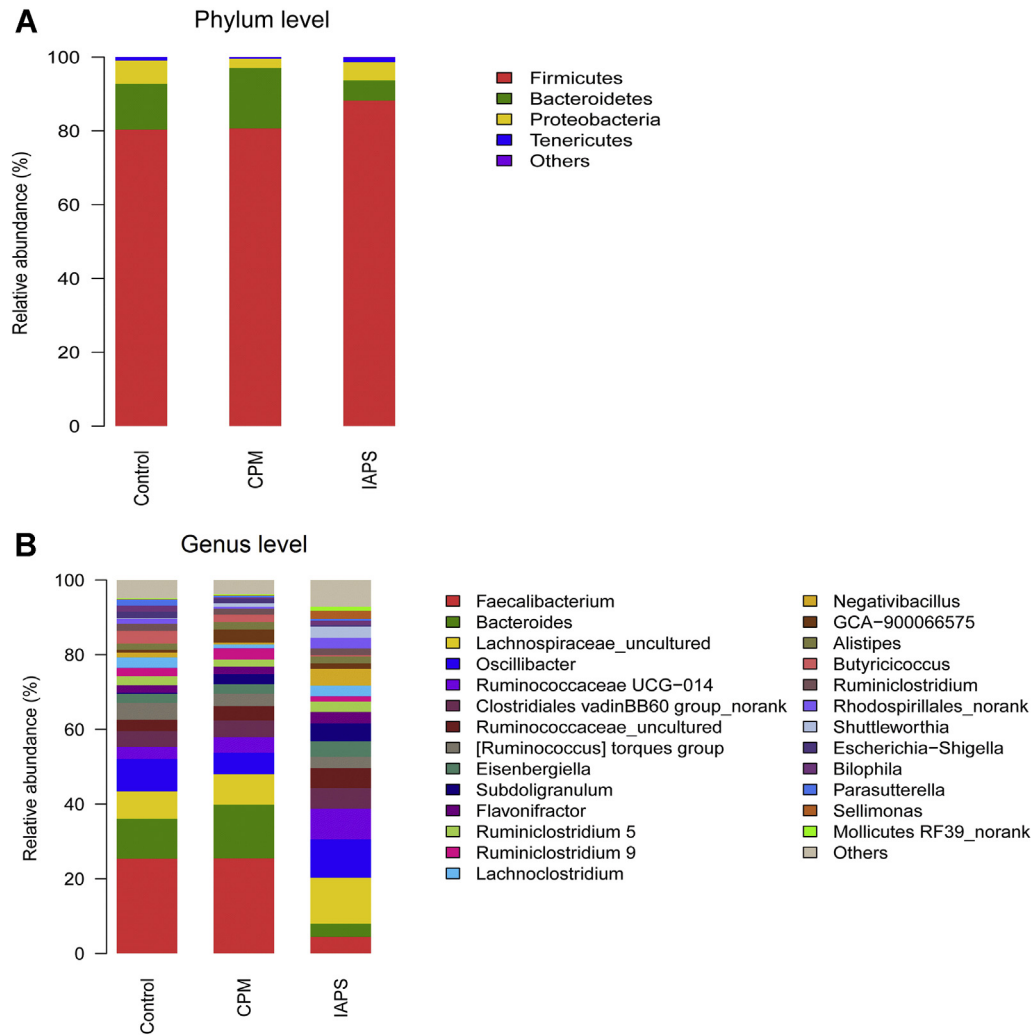 A
Phylum level
Relative abundance (%)
100
80
60
40
20
0
Control
CPM
IAPS
Firmicutes
Bacteroidetes
Proteobacteria
Tenericutes
Others
B
Genus level
Relative abundance (%)
100
80
60
40
20
0
Control
CPM
IAPS
Faecalibacterium
Bacteroides
Lachnospiraceae_uncultured
Oscillibacter
Ruminococcaceae UCG−014
Clostridiales vadinBB60 group_norank
Ruminococcaceae_uncultured
[Ruminococcus] torques group
Eisenbergiella
Subdoligranulum
Flavonifractor
Ruminiclostridium 5
Ruminiclostridium 9
Lachnoclostridium
Negativibacillus
GCA−900066575
Alistipes
Butyricicoccus
Ruminiclostridium
Rhodospirillales_norank
Shuttleworthia
Escherichia−Shigella
Bilophila
Parasutterella
Sellimonas
Mollicutes RF39_norank
Others